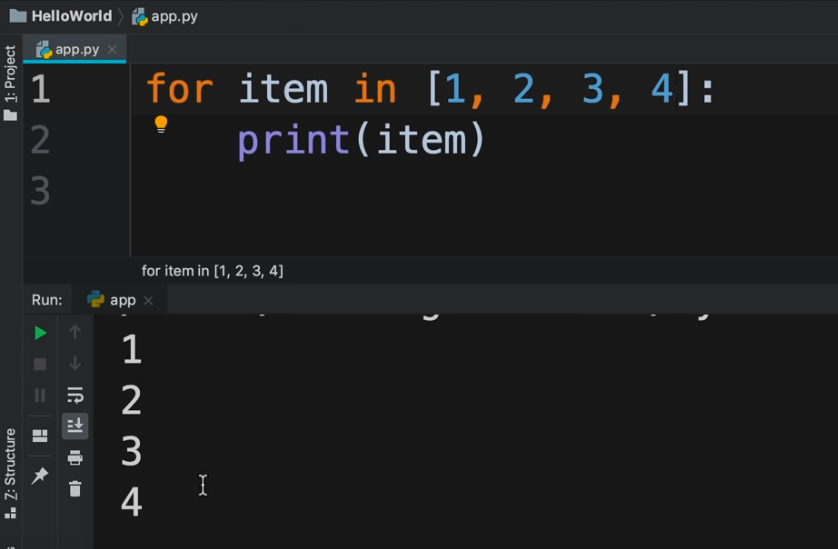 HelloWorld
app.py
app.py
1: Project
1 for item in [1, 2, 3, 4]:
2     print(item)
3
for item in [1, 2, 3, 4]
Run: app
1
2
3
4
Z: Structure